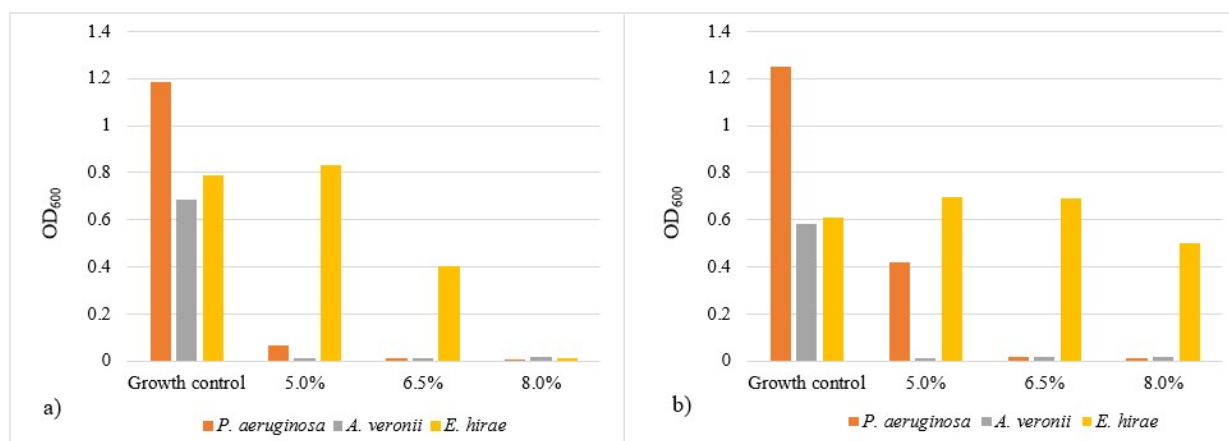 1.4
1.2
1
0.8
0.6
0.4
0.2
0
OD600
Growth control 5.0% 6.5% 8.0%
a)
P. aeruginosa A. veronii E. hirae
1.4
1.2
1
0.8
0.6
0.4
0.2
0
OD600
Growth control 5.0% 6.5% 8.0%
b)
P. aeruginosa A. veronii E. hirae